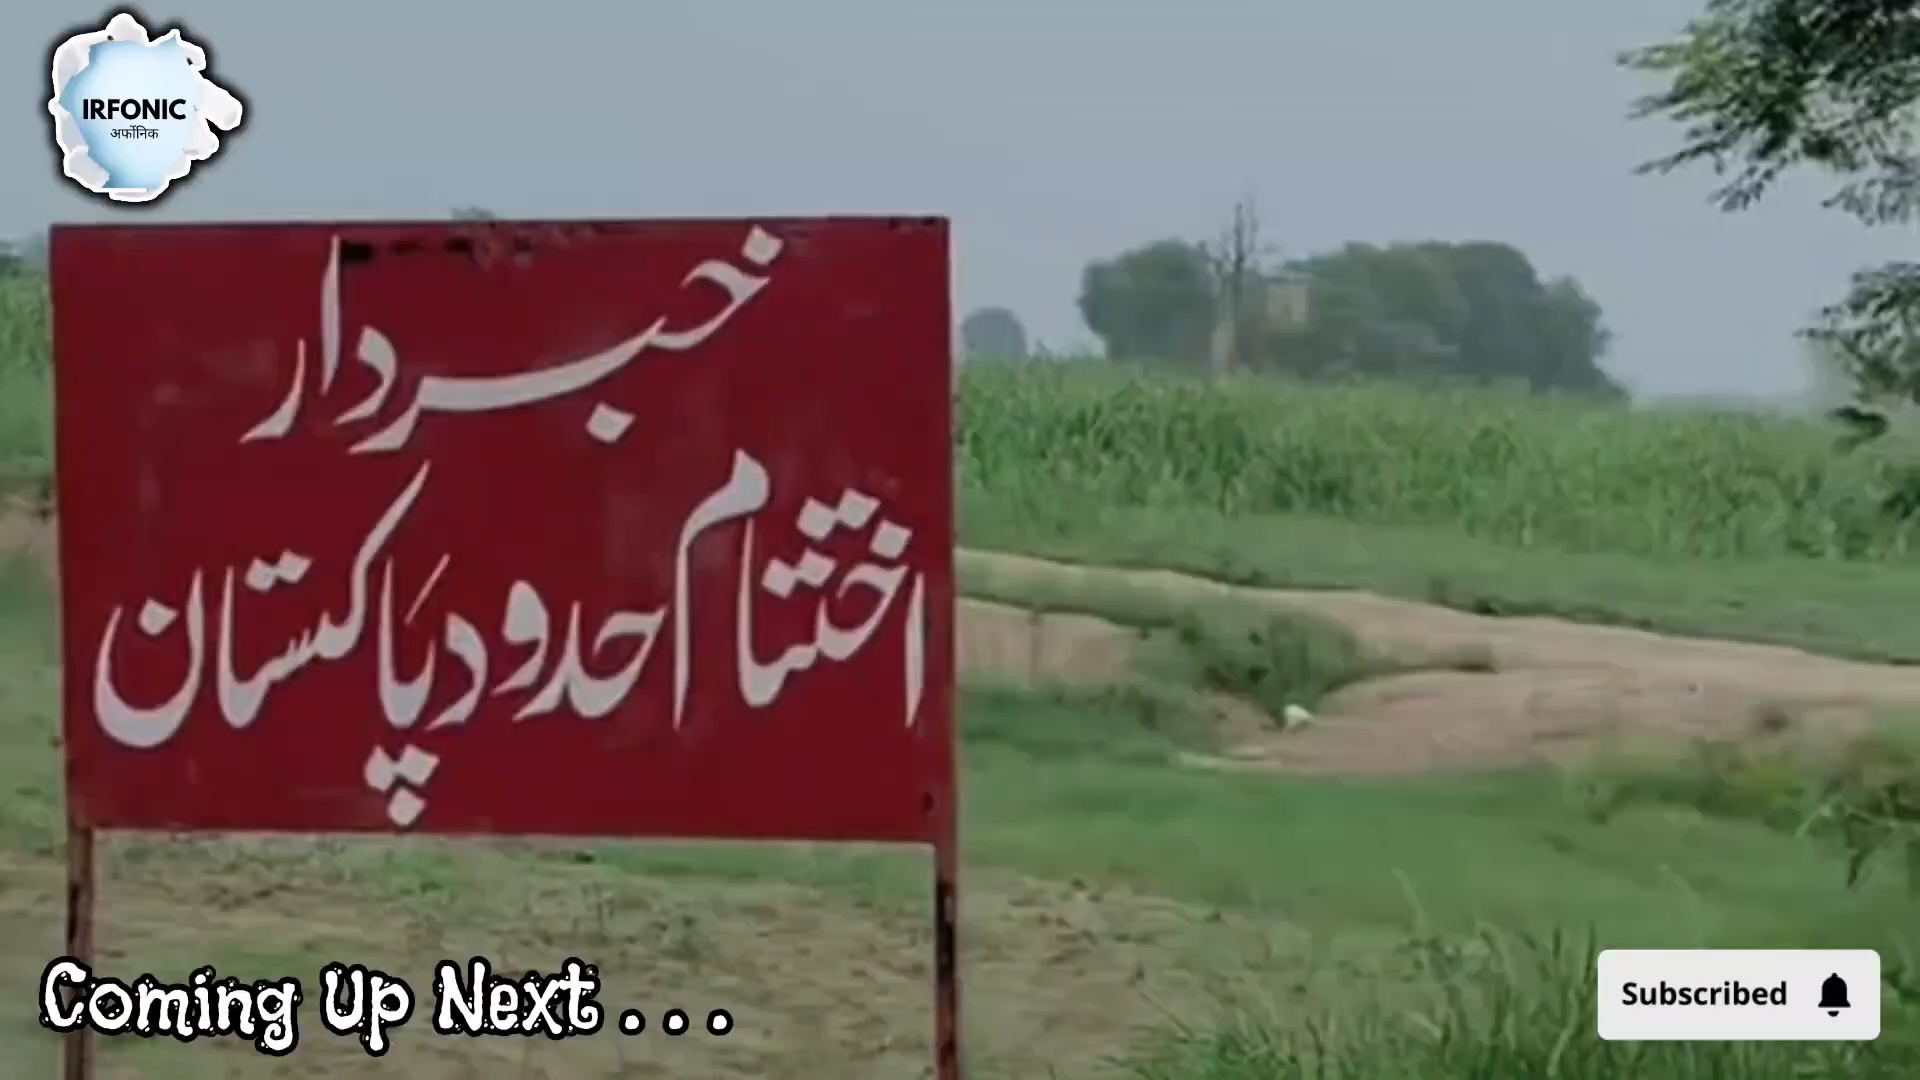 IRFONIC
अर्फोनिक
خبردار
اختتام حدود پاکستان
Coming Up Next...
Subscribed